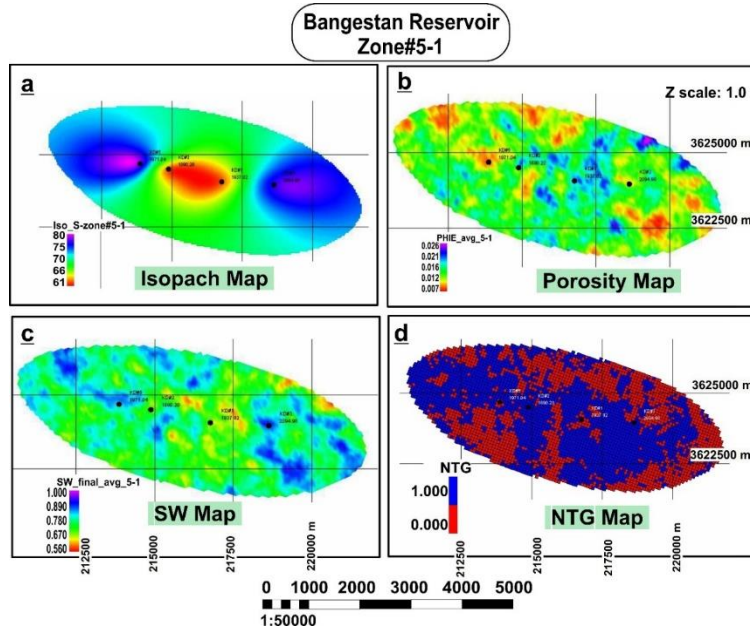 Bangestan Reservoir
Zone#5-1
a
Iso_S-zone#5-1
80
75
70
66
61
Isopach Map
b
Z scale: 1.0
3625000 m
3622500 m
PHIE_avg_5-1
0.026
0.021
0.016
0.012
0.007
Porosity Map
c
SW_final_avg_5-1
1.000
0.890
0.780
0.670
0.560
SW Map
212500
215000
217500
220000 m
d
3625000 m
3622500 m
NTG
1.000
0.000
NTG Map
212500
215000
217500
220000 m
0 1000 2000 3000 4000 5000
1:50000